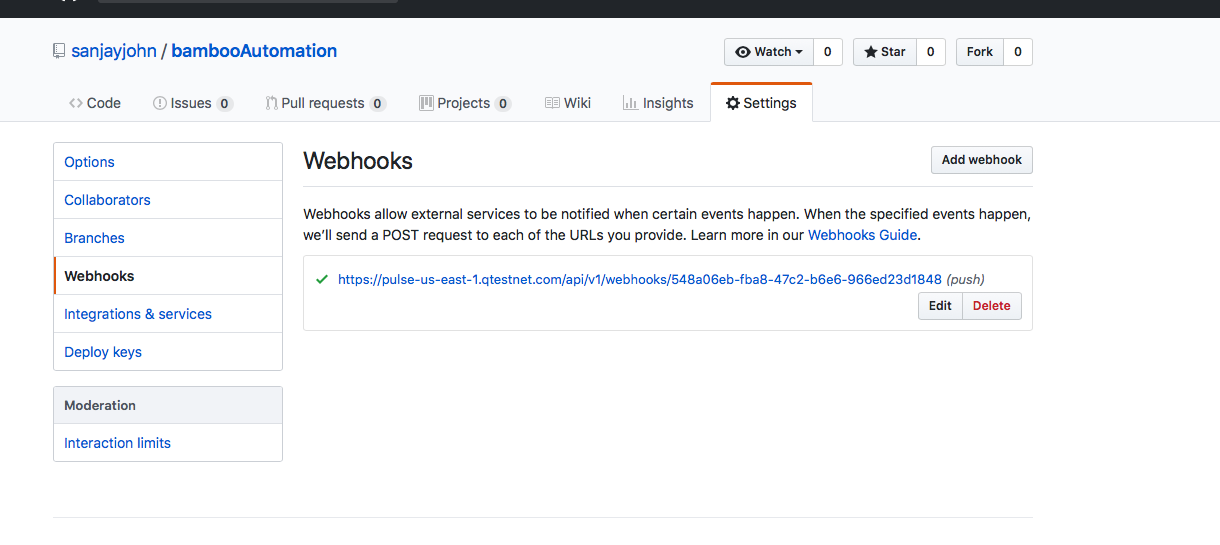 sanjayjohn / bambooAutomation
Watch 0 Star 0 Fork 0
Code Issues 0 Pull requests 0 Projects 0 Wiki Insights Settings
Options
Collaborators
Branches
Webhooks
Integrations & services
Deploy keys
Moderation
Interaction limits
Webhooks
Add webhook
Webhooks allow external services to be notified when certain events happen. When the specified events happen,
we’ll send a POST request to each of the URLs you provide. Learn more in our Webhooks Guide.
https://pulse-us-east-1.qtestnet.com/api/v1/webhooks/548a06eb-fba8-47c2-b6e6-966ed23d1848 (push)
Edit Delete